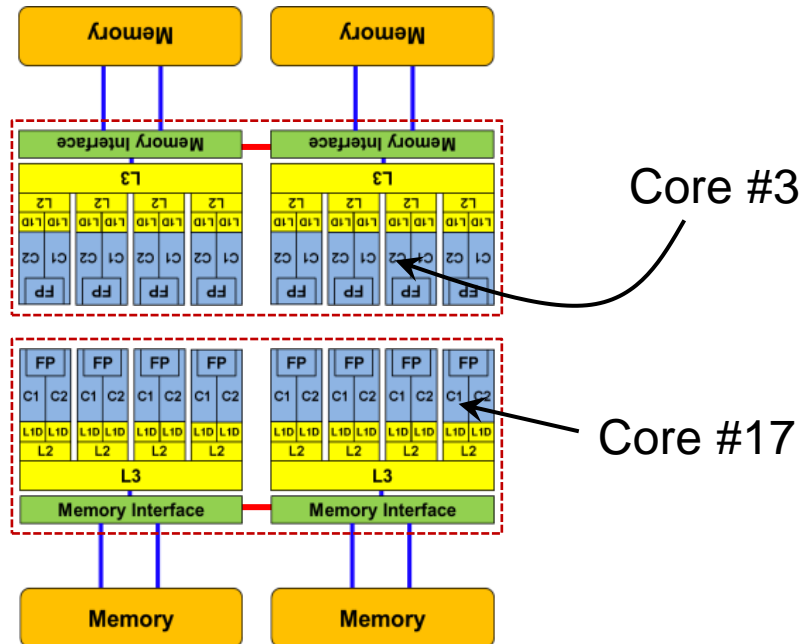 Memory Memory
Memory Interface Memory Interface
L3 L3
Core #3
L2 L2 L2 L2 L2 L2 L2 L2
L1D L1D L1D L1D L1D L1D L1D L1D L1D L1D L1D L1D L1D L1D L1D L1D
C2 C1 C2 C1 C2 C1 C2 C1 C2 C1 C2 C1 C2 C1 C2 C1
FP FP FP FP FP FP FP FP
FP FP FP FP FP FP FP FP
C1 C2 C1 C2 C1 C2 C1 C2 C1 C2 C1 C2 C1 C2 C1 C2
L1D L1D L1D L1D L1D L1D L1D L1D L1D L1D L1D L1D L1D L1D L1D L1D
Core #17
L2 L2 L2 L2 L2 L2 L2 L2
L3 L3
Memory Interface Memory Interface
Memory Memory